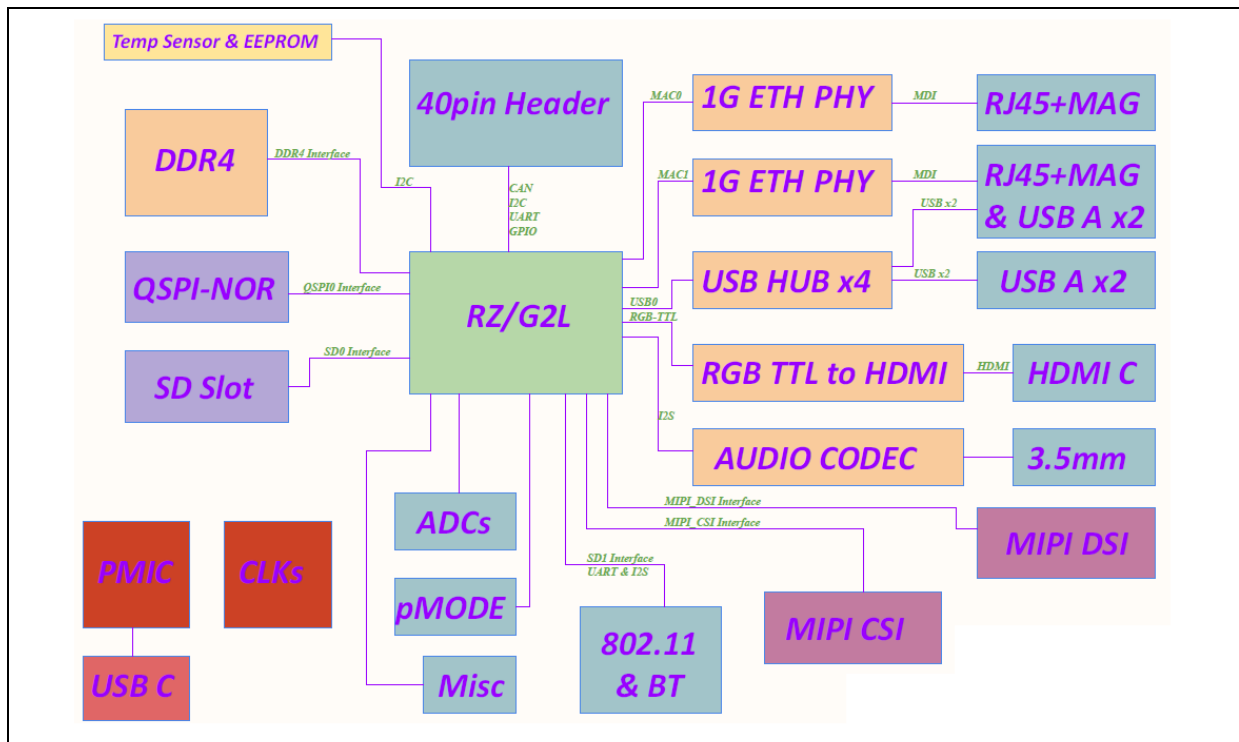 Temp Sensor & EEPROM
40pin Header
1G ETH PHY
RJ45+MAG
MAC0
MDI
DDR4
DDR4 Interface
I2C
CAN
I2C
UART
GPIO
MAC1
1G ETH PHY
MDI
RJ45+MAG
& USB A x2
USB x2
QSPI-NOR
QSPI0 Interface
RZ/G2L
USB0
RGB-TTL
USB HUB x4
USB x2
USB A x2
SD Slot
SD0 Interface
RGB TTL to HDMI
HDMI
HDMI C
I2S
AUDIO CODEC
3.5mm
ADCs
MIPI_DSI Interface
MIPI_CSI Interface
MIPI DSI
PMIC
CLKs
SD1 Interface
UART & I2S
pMODE
MIPI CSI
802.11
& BT
USB C
Misc